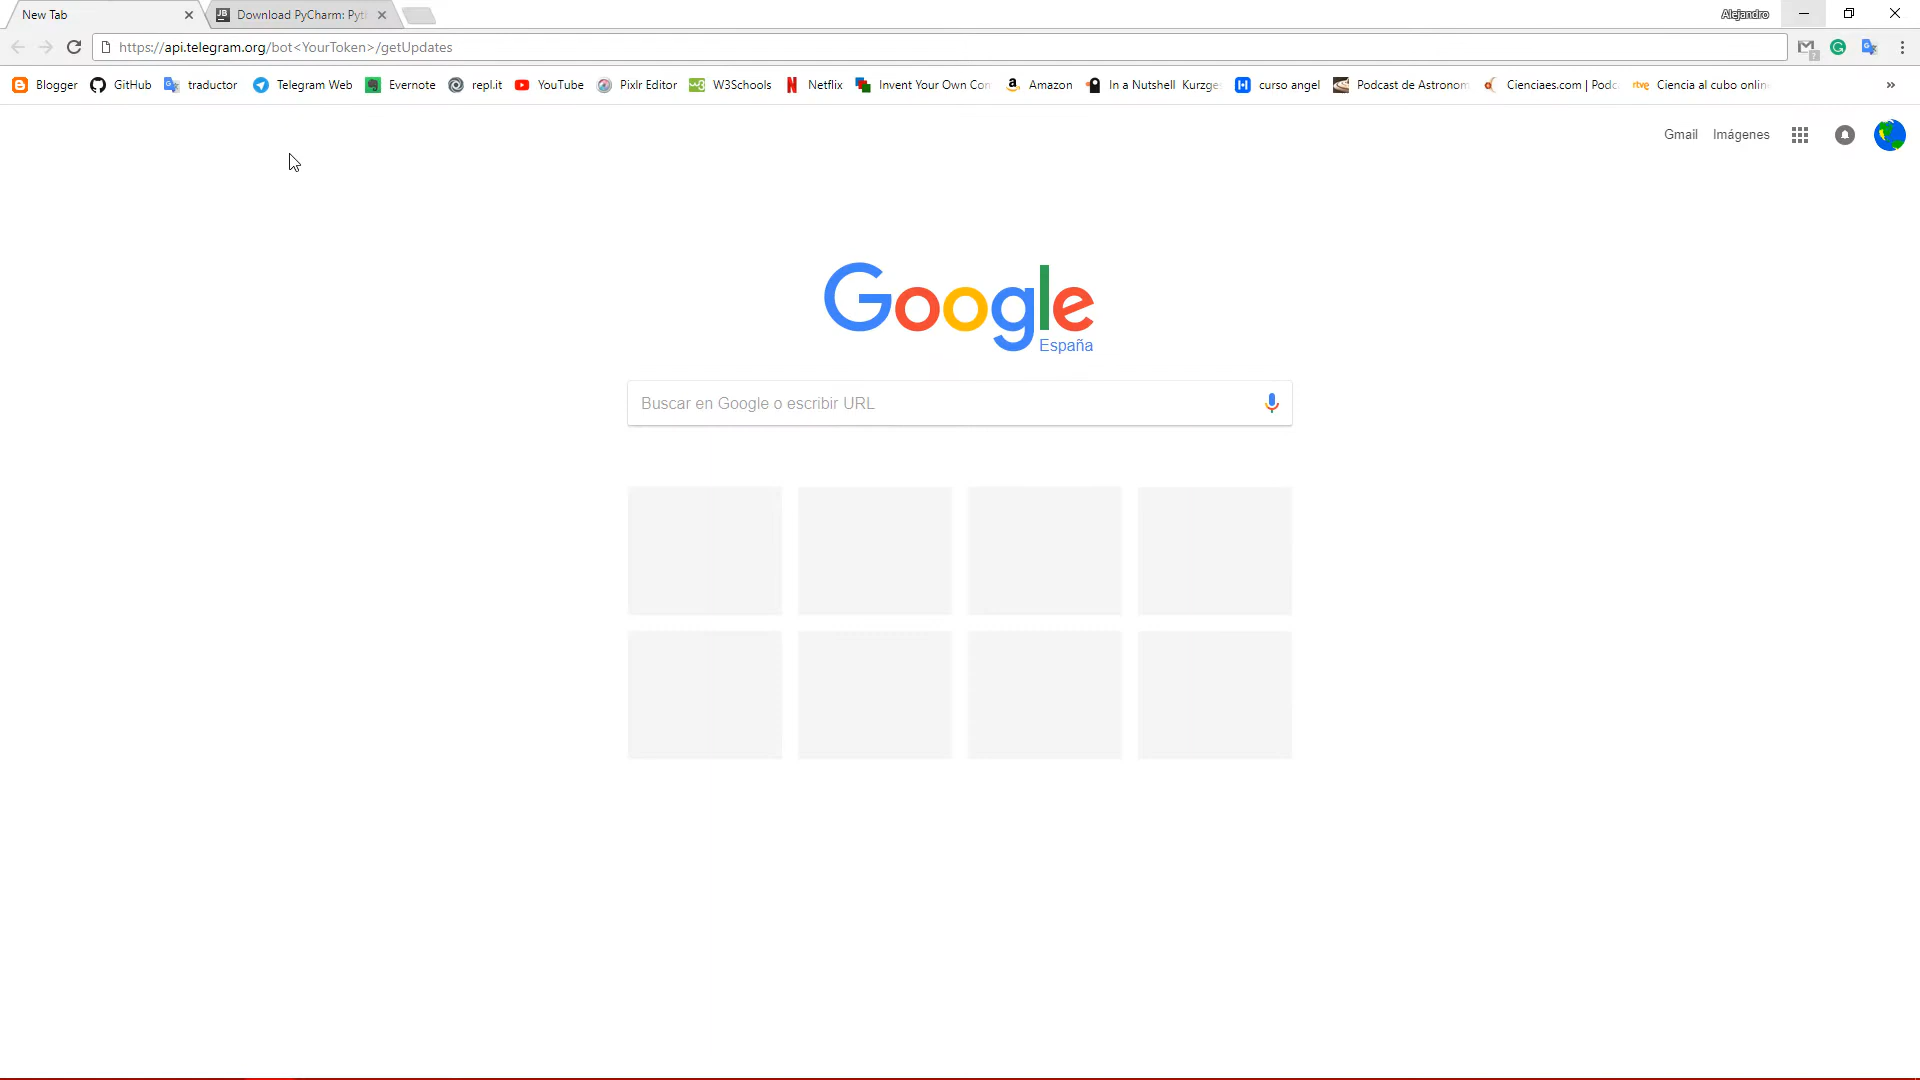 New Tab
Download PyCharm: Pyt
Alejandro
https://api.telegram.org/bot<YourToken>/getUpdates
Blogger GitHub traductor Telegram Web Evernote repl.it YouTube Pixlr Editor W3Schools Netflix Invent Your Own Con Amazon In a Nutshell Kurzge curso angel Podcast de Astronom Cienciaes.com | Podc Ciencia al cubo onlin »
Gmail Imágenes
Google
España
Buscar en Google o escribir URL